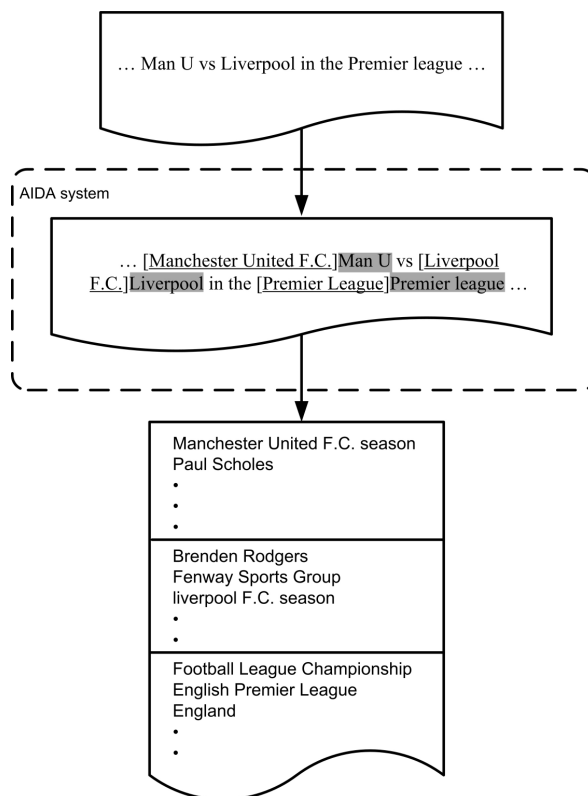 … Man U vs Liverpool in the Premier league …
AIDA system
… [Manchester United F.C.]Man U vs [Liverpool
F.C.]Liverpool in the [Premier League]Premier league …
Manchester United F.C. season
Paul Scholes
•
•
•
Brenden Rodgers
Fenway Sports Group
liverpool F.C. season
•
•
Football League Championship
English Premier League
England
•
•